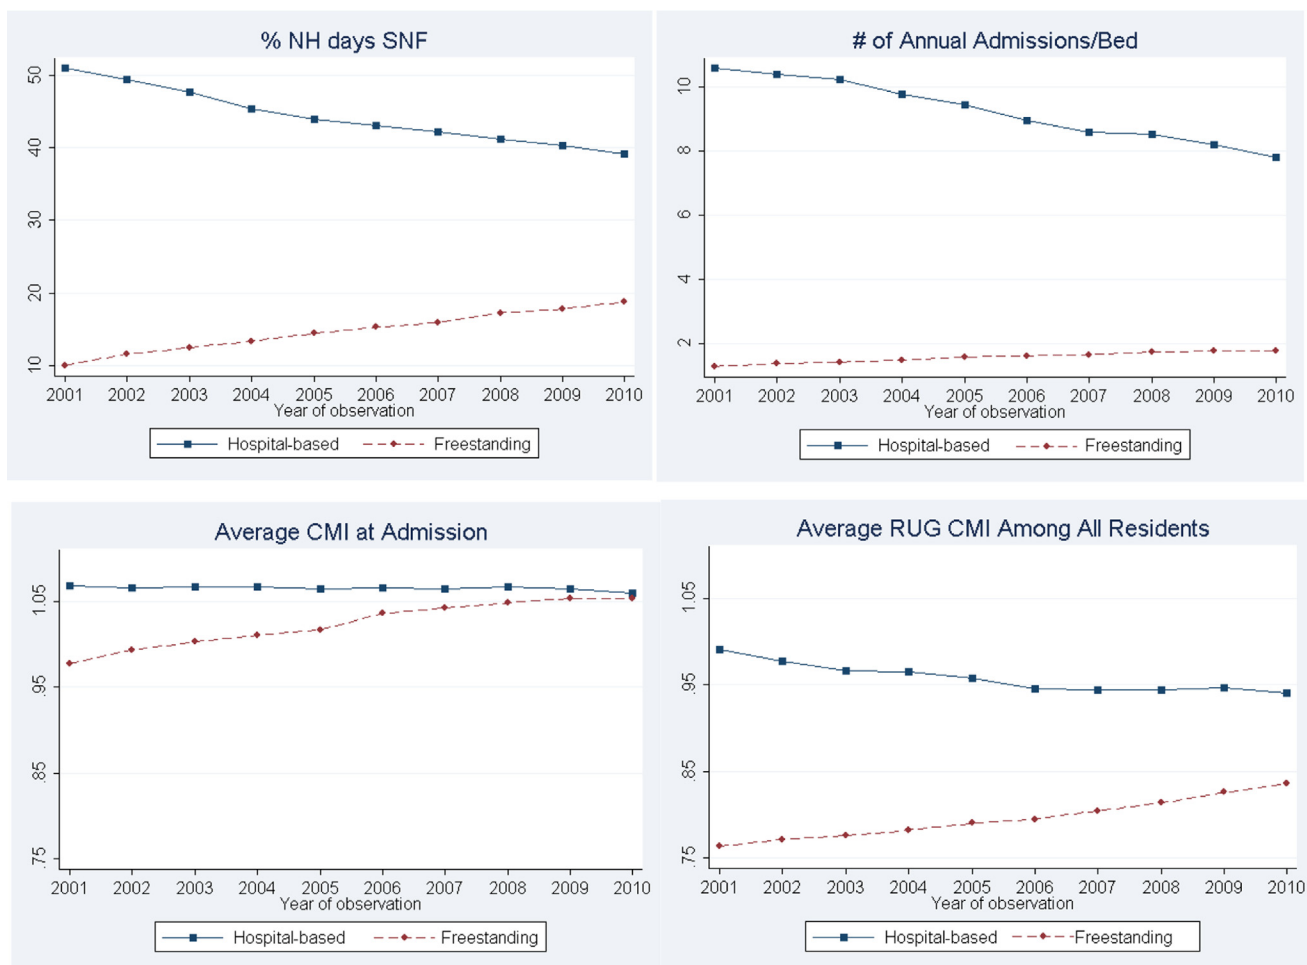 % NH days SNF
50
40
30
20
10
2001 2002 2003 2004 2005 2006 2007 2008 2009 2010
Year of observation
Hospital-based Freestanding
# of Annual Admissions/Bed
10
8
6
4
2
2001 2002 2003 2004 2005 2006 2007 2008 2009 2010
Year of observation
Hospital-based Freestanding
Average CMI at Admission
1.05
.95
.85
.75
2001 2002 2003 2004 2005 2006 2007 2008 2009 2010
Year of observation
Hospital-based Freestanding
Average RUG CMI Among All Residents
1.05
.95
.85
.75
2001 2002 2003 2004 2005 2006 2007 2008 2009 2010
Year of observation
Hospital-based Freestanding